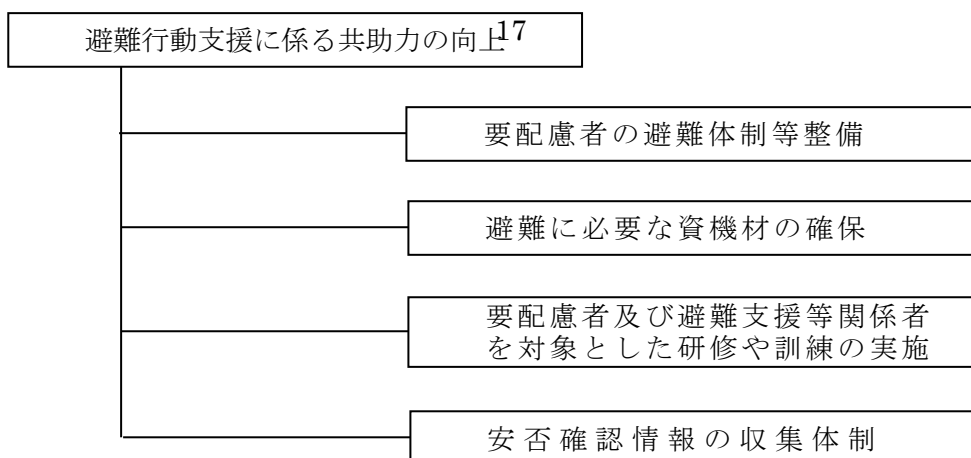 避難行動支援に係る共助力の向上17
要配慮者の避難体制等整備
避難に必要な資機材の確保
要配慮者及び避難支援等関係者
を対象とした研修や訓練の実施
安否確認情報の収集体制